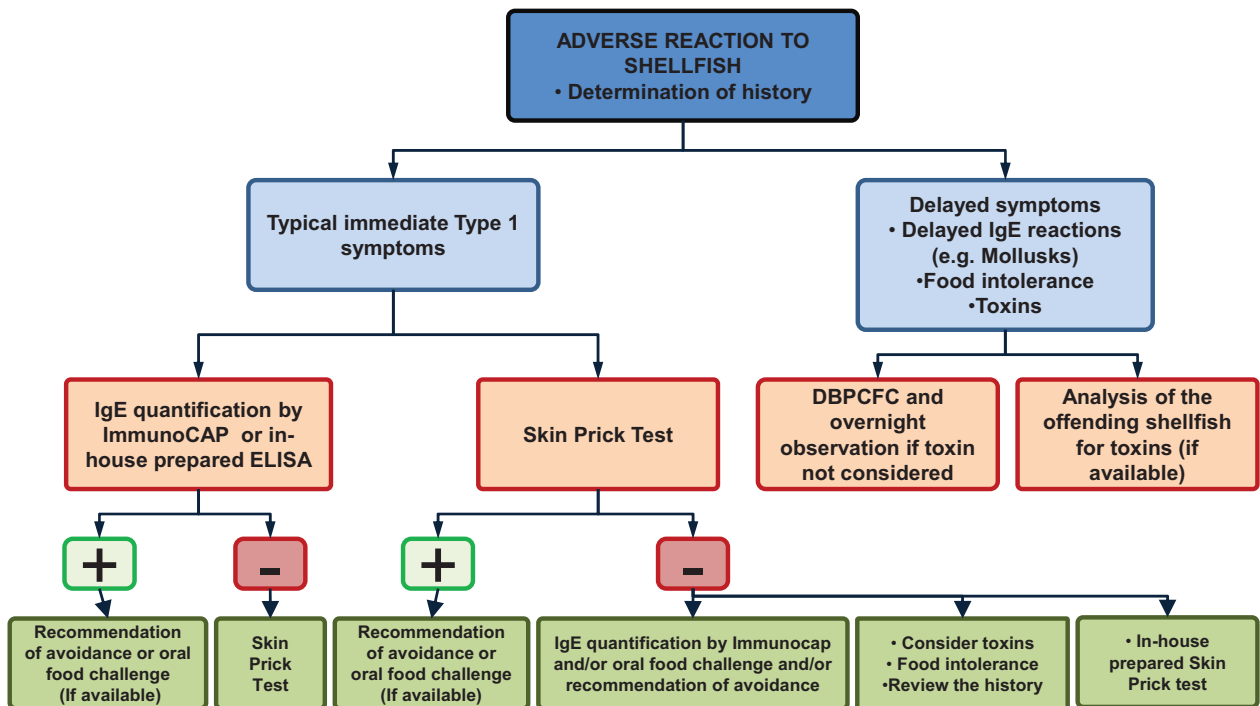 ADVERSE REACTION TO
SHELLFISH
• Determination of history
Typical immediate Type 1
symptoms
Delayed symptoms
• Delayed IgE reactions
(e.g. Mollusks)
•Food intolerance
•Toxins
IgE quantification by
ImmunoCAP or in-
house prepared ELISA
Skin Prick Test
DBPCFC and
overnight
observation if toxin
not considered
Analysis of the
offending shellfish
for toxins (if
available)
+
-
+
-
Recommendation
of avoidance or oral
food challenge
(If available)
Skin
Prick
Test
Recommendation
of avoidance or
oral food challenge
(If available)
IgE quantification by Immunocap
and/or oral food challenge and/or
recommendation of avoidance
• Consider toxins
• Food intolerance
•Review the history
• In-house
prepared Skin
Prick test